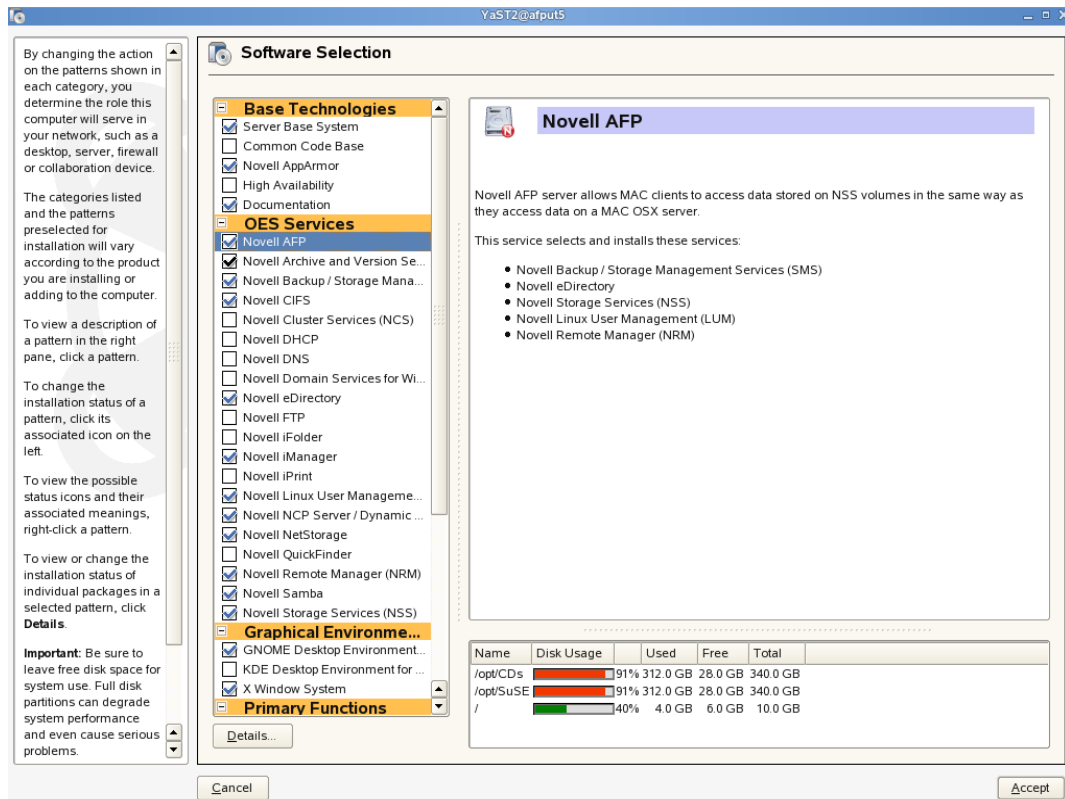 YaST2@afput5
By changing the action
on the patterns shown in
each category, you
determine the role this
computer will serve in
your network, such as a
desktop, server, firewall
or collaboration device.
The categories listed
and the patterns
preselected for
installation will vary
according to the product
you are installing or
adding to the computer.
To view a description of
a pattern in the right
pane, click a pattern.
To change the
installation status of a
pattern, click its
associated icon on the
left.
To view the possible
status icons and their
associated meanings,
right-click a pattern.
To view or change the
installation status of
individual packages in a
selected pattern, click
Details.
Important: Be sure to
leave free disk space for
system use. Full disk
partitions can degrade
system performance
and even cause serious
problems.
Software Selection
Base Technologies
Server Base System
Common Code Base
Novell AppArmor
High Availability
Documentation
OES Services
Novell AFP
Novell Archive and Version Se...
Novell Backup / Storage Mana...
Novell CIFS
Novell Cluster Services (NCS)
Novell DHCP
Novell DNS
Novell Domain Services for Wi...
Novell eDirectory
Novell FTP
Novell iFolder
Novell iManager
Novell iPrint
Novell Linux User Manageme...
Novell NCP Server / Dynamic ...
Novell NetStorage
Novell QuickFinder
Novell Remote Manager (NRM)
Novell Samba
Novell Storage Services (NSS)
Graphical Environme...
GNOME Desktop Environment...
KDE Desktop Environment for ...
X Window System
Primary Functions
Details...
N
Novell AFP
Novell AFP server allows MAC clients to access data stored on NSS volumes in the same way as
they access data on a MAC OSX server.
This service selects and installs these services:
• Novell Backup / Storage Management Services (SMS)
• Novell eDirectory
• Novell Storage Services (NSS)
• Novell Linux User Management (LUM)
• Novell Remote Manager (NRM)
Name Disk Usage Used Free Total
/opt/CDs 91% 312.0 GB 28.0 GB 340.0 GB
/opt/SuSE 91% 312.0 GB 28.0 GB 340.0 GB
/ 40% 4.0 GB 6.0 GB 10.0 GB
Cancel Accept